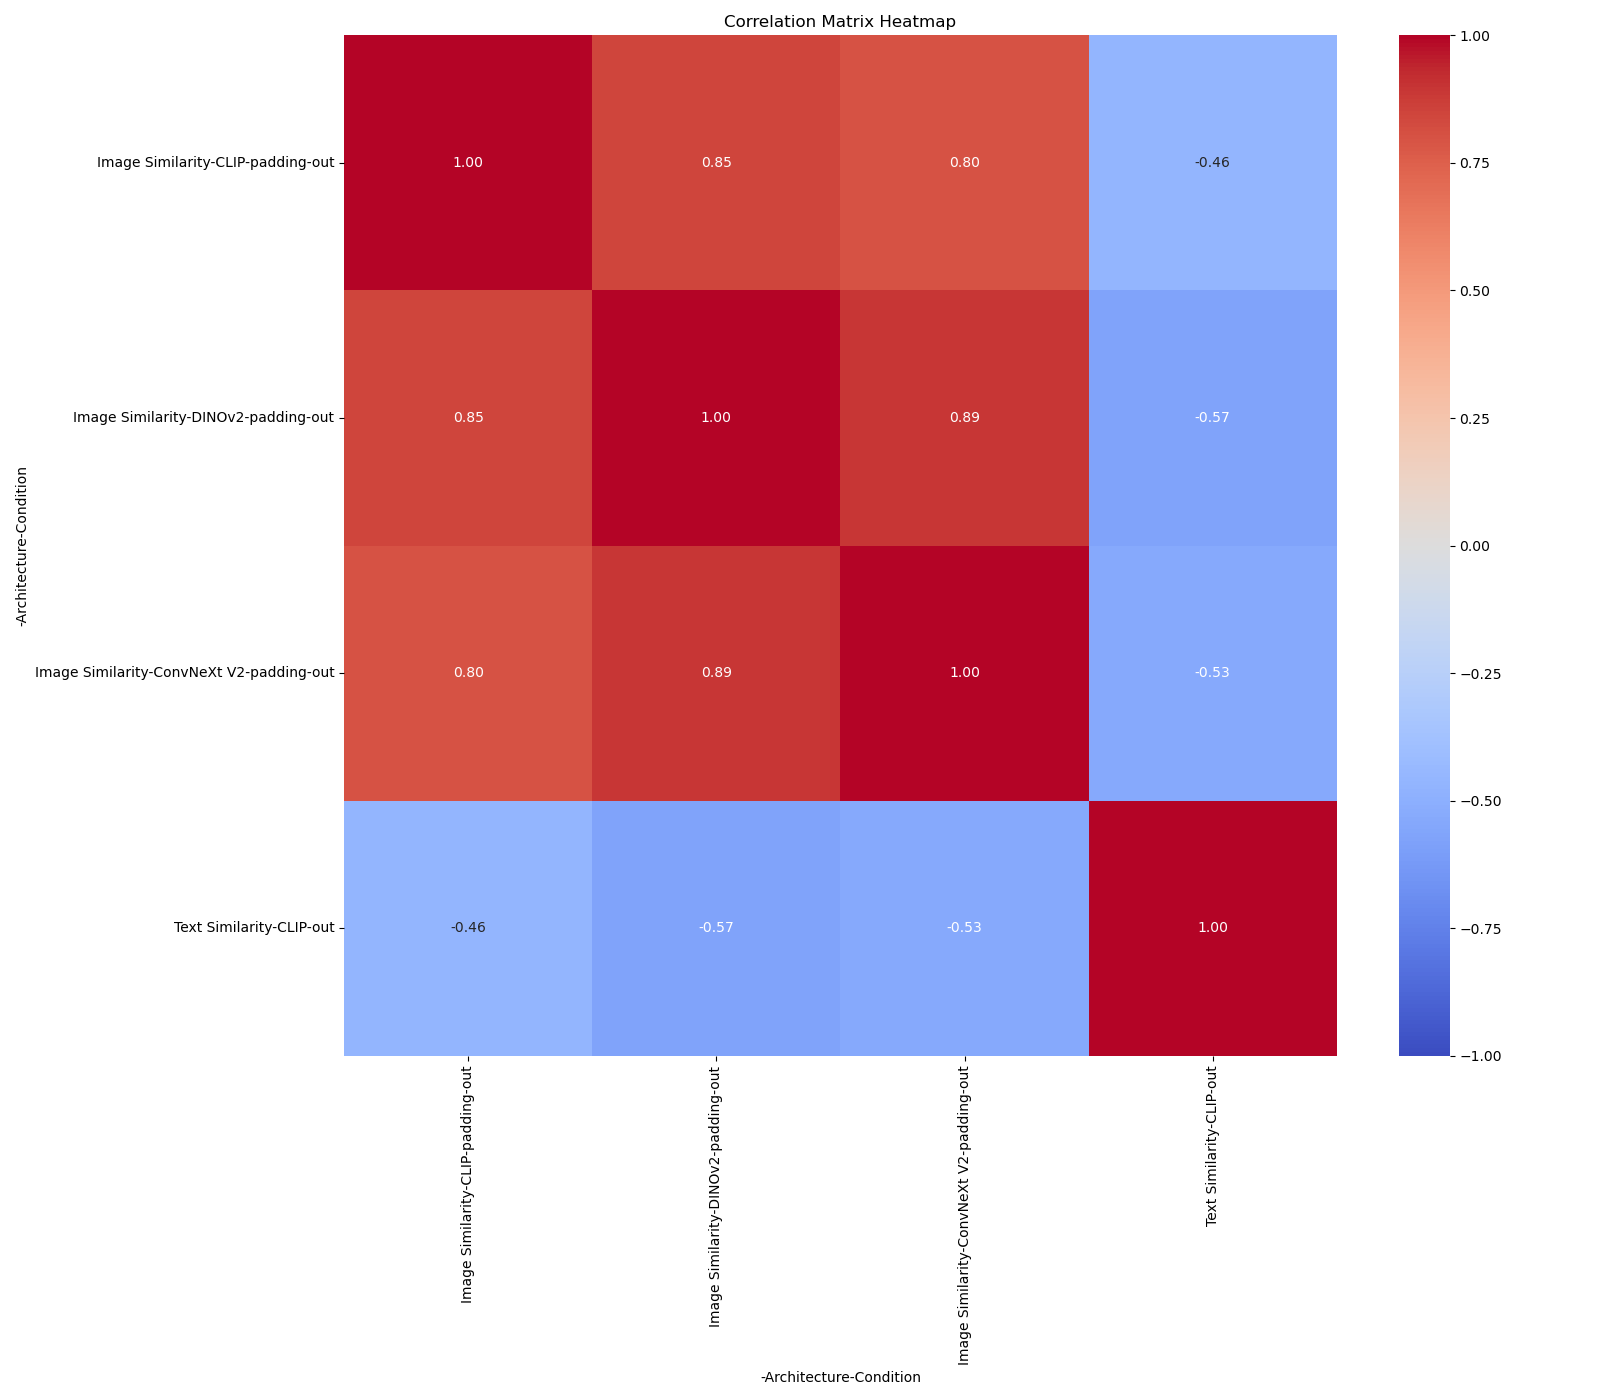 Correlation Matrix Heatmap
Image Similarity-CLIP-padding-out
1.00
0.85
0.80
-0.46
Image Similarity-DINOv2-padding-out
0.85
1.00
0.89
-0.57
Image Similarity-ConvNeXt V2-padding-out
0.80
0.89
1.00
-0.53
Text Similarity-CLIP-out
-0.46
-0.57
-0.53
1.00
-Architecture-Condition
Image Similarity-CLIP-padding-out
Image Similarity-DINOv2-padding-out
Image Similarity-ConvNeXt V2-padding-out
Text Similarity-CLIP-out
-Architecture-Condition
1.00
0.75
0.50
0.25
0.00
−0.25
−0.50
−0.75
−1.00